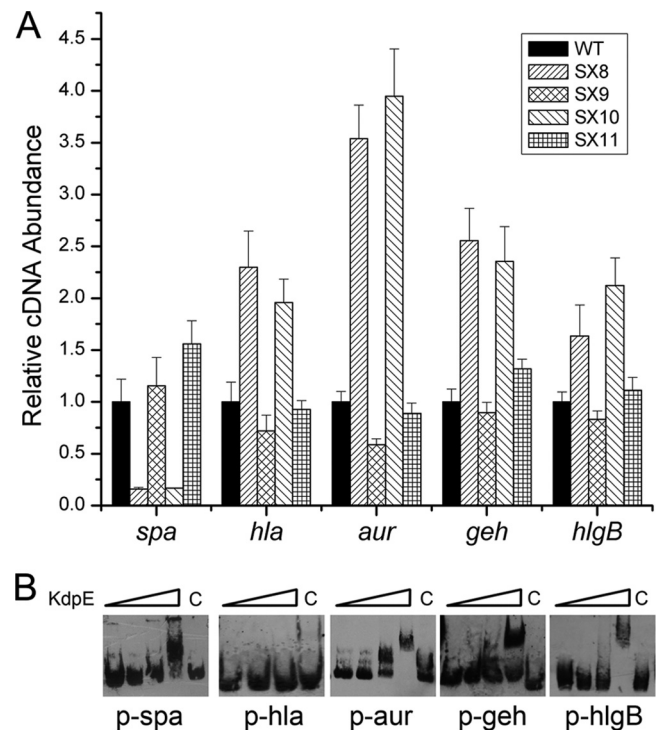 A
Relative cDNA Abundance
4.5
4.0
3.5
3.0
2.5
2.0
1.5
1.0
0.5
0.0
WT
SX8
SX9
SX10
SX11
spa hla aur geh hlgB
B
KdpE C C C C C
p-spa p-hla p-aur p-geh p-hlgB